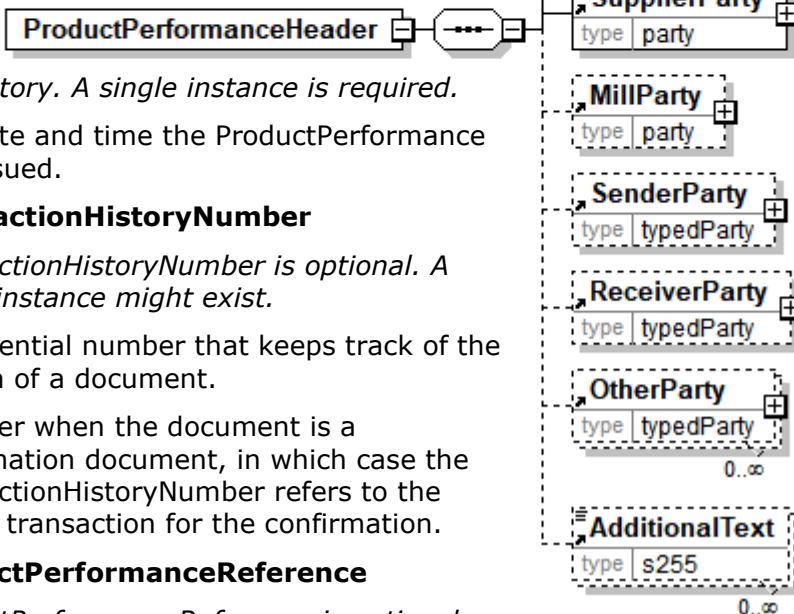 ProductPerformanceHeader
tory. A single instance is required.
te and time the ProductPerformance
sued.
actionHistoryNumber
ctionHistoryNumber is optional. A
instance might exist.
ential number that keeps track of the
n of a document.
er when the document is a
nation document, in which case the
ctionHistoryNumber refers to the
transaction for the confirmation.
ctPerformanceReference
SupplierParty
type party
MillParty
type party
SenderParty
type typedParty
ReceiverParty
type typedParty
OtherParty
type typedParty
0..∞
AdditionalText
type s255
0..∞